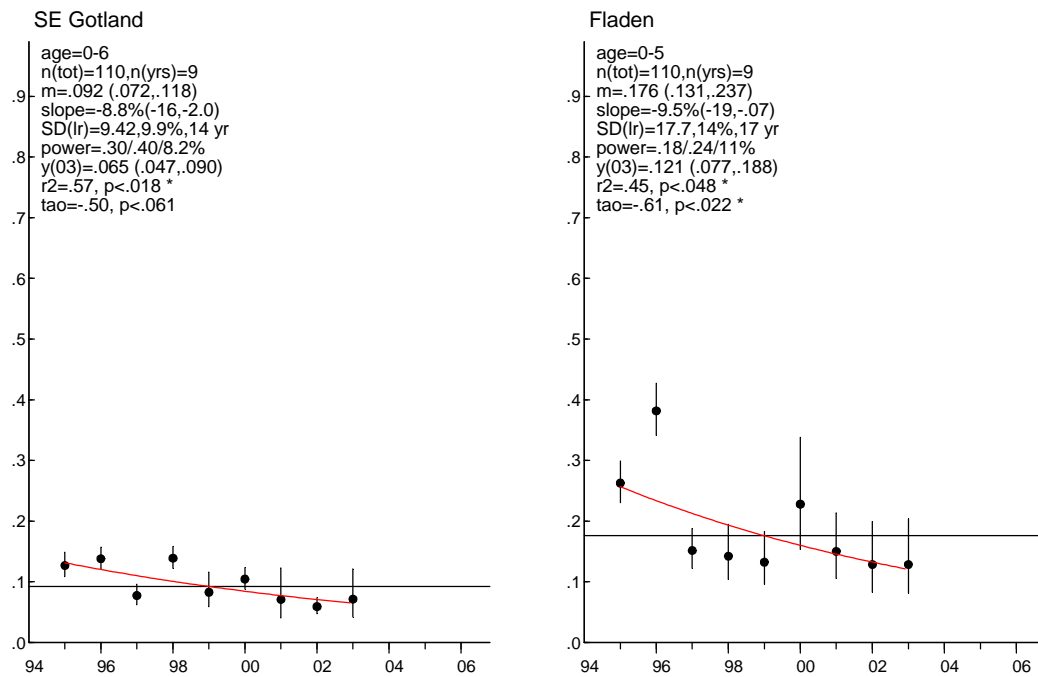 SE Gotland
age=0-6
n(tot)=110,n(yrs)=9
m=.092 (.072,.118)
slope=-8.8%(-16,-2.0)
SD(lr)=9.42,9.9%,14 yr
power=.30/.40/8.2%
y(03)=.065 (.047,.090)
r2=.57, p<.018 *
tao=-.50, p<.061
.9
.8
.7
.6
.5
.4
.3
.2
.1
.0
94 96 98 00 02 04 06
Fladen
age=0-5
n(tot)=110,n(yrs)=9
m=.176 (.131,.237)
slope=-9.5%(-19,-.07)
SD(lr)=17.7,14%,17 yr
power=.18/.24/11%
y(03)=.121 (.077,.188)
r2=.45, p<.048 *
tao=-.61, p<.022 *
.9
.8
.7
.6
.5
.4
.3
.2
.1
.0
94 96 98 00 02 04 06